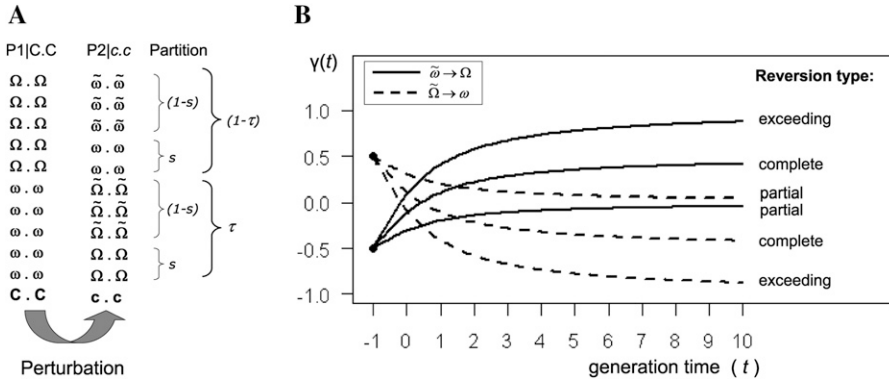 A
P1|C.C P2|c.c Partition
Ω . Ω ω̃ . ω̃
Ω . Ω ω̃ . ω̃ (1-s)
Ω . Ω ω̃ . ω̃ (1-τ)
Ω . Ω ω . ω s
Ω . Ω ω . ω
ω . ω Ω̃ . Ω̃
ω . ω Ω̃ . Ω̃ (1-s)
ω . ω Ω̃ . Ω̃ τ
ω . ω Ω . Ω s
ω . ω Ω . Ω
C . C c . c
Perturbation
B
γ(t)
ω̃ → Ω
Ω̃ → ω
Reversion type:
1.0
0.5
0.0
-0.5
-1.0
exceeding
complete
partial
partial
complete
exceeding
-1 0 1 2 3 4 5 6 7 8 9 10
generation time ( t )